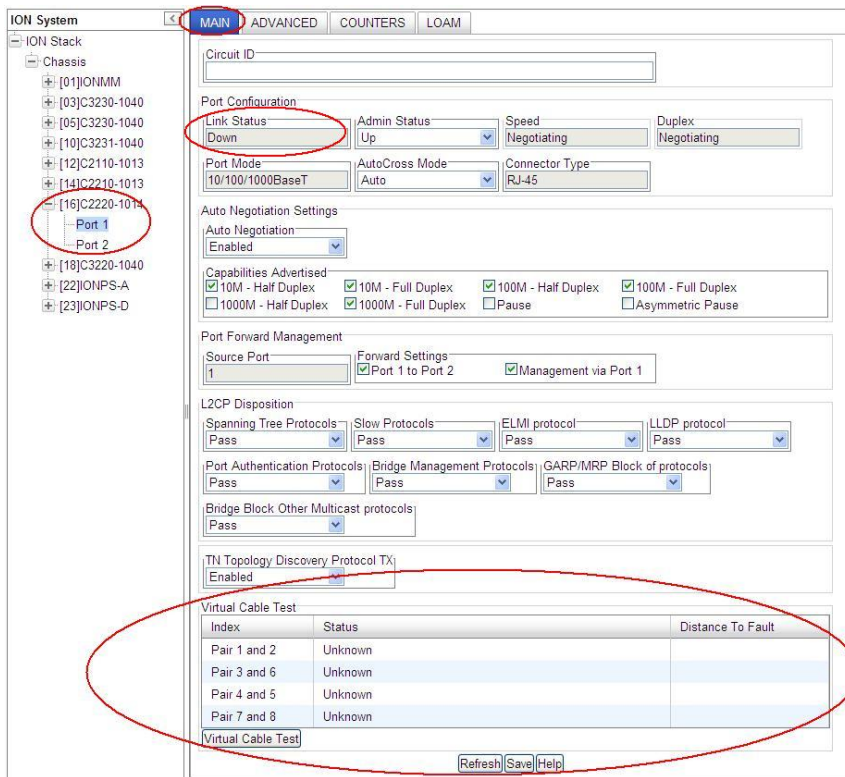 ION System
ION Stack
Chassis
[01]IONMM
[03]C3230-1040
[05]C3230-1040
[10]C3231-1040
[12]C2110-1013
[14]C2210-1013
[16]C2220-1014
Port 1
Port 2
[18]C3220-1040
[22]IONPS-A
[23]IONPS-D
MAIN ADVANCED COUNTERS LOAM
Circuit ID
Port Configuration
Link Status Admin Status Speed Duplex
Down Up Negotiating Negotiating
Port Mode AutoCross Mode Connector Type
10/100/1000BaseT Auto RJ-45
Auto Negotiation Settings
Auto Negotiation
Enabled
Capabilities Advertised
10M - Half Duplex 10M - Full Duplex 100M - Half Duplex 100M - Full Duplex
1000M - Half Duplex 1000M - Full Duplex Pause Asymmetric Pause
Port Forward Management
Source Port Forward Settings
1 Port 1 to Port 2 Management via Port 1
L2CP Disposition
Spanning Tree Protocols Slow Protocols ELMI protocol LLDP protocol
Pass Pass Pass Pass
Port Authentication Protocols Bridge Management Protocols GARP/MRP Block of protocols
Pass Pass Pass
Bridge Block Other Multicast protocols
Pass
TN Topology Discovery Protocol TX
Enabled
Virtual Cable Test
Index Status Distance To Fault
Pair 1 and 2 Unknown
Pair 3 and 6 Unknown
Pair 4 and 5 Unknown
Pair 7 and 8 Unknown
Virtual Cable Test
Refresh Save Help